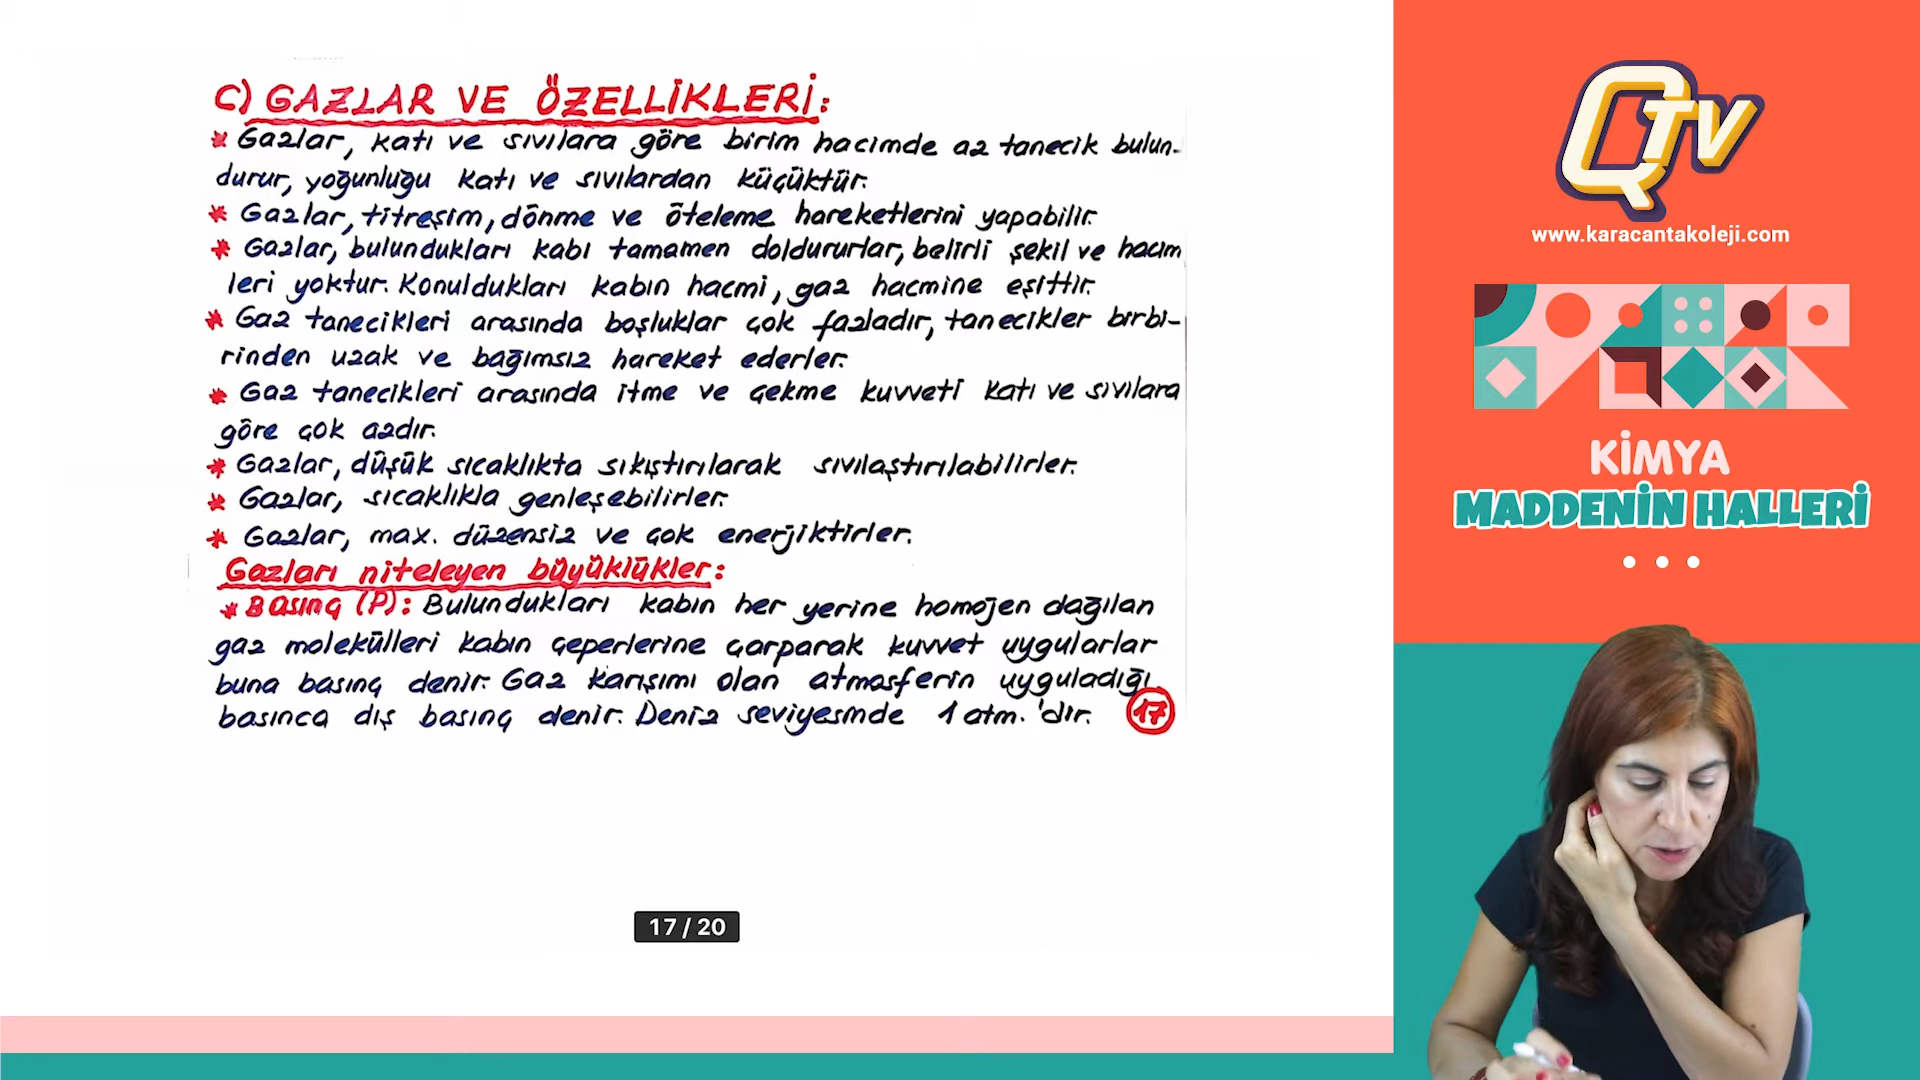 C) GAZLAR VE ÖZELLİKLERİ:
* Gazlar, katı ve sıvılara göre birim hacimde az tanecik bulun-
durur, yoğunluğu katı ve sıvılardan küçüktür.
* Gazlar, titreşim, dönme ve öteleme hareketlerini yapabilir.
* Gazlar, bulundukları kabı tamamen doldururlar, belirli şekil ve hacim
leri yoktur. Konuldukları kabın hacmi, gaz hacmine eşittir.
* Gaz tanecikleri arasında boşluklar çok fazladır, tanecikler birbi-
rinden uzak ve bağımsız hareket ederler.
* Gaz tanecikleri arasında itme ve çekme kuvveti katı ve sıvılara
göre çok azdır.
* Gazlar, düşük sıcaklıkta sıkıştırılarak sıvılaştırılabilirler.
* Gazlar, sıcaklıkla genleşebilirler.
* Gazlar, max. düzensiz ve çok enerjiktirler.
Gazları niteleyen büyüklükler:
* Basınç (P): Bulundukları kabın her yerine homojen dağılan
gaz molekülleri kabın çeperlerine çarparak kuvvet uygularlar
buna basınç denir. Gaz karışımı olan atmosferin uyguladığı
basınca dış basınç denir. Deniz seviyesinde 1 atm.'dir.
17
17 / 20
QTV
www.karacantakoleji.com
KİMYA
MADDENİN HALLERİ